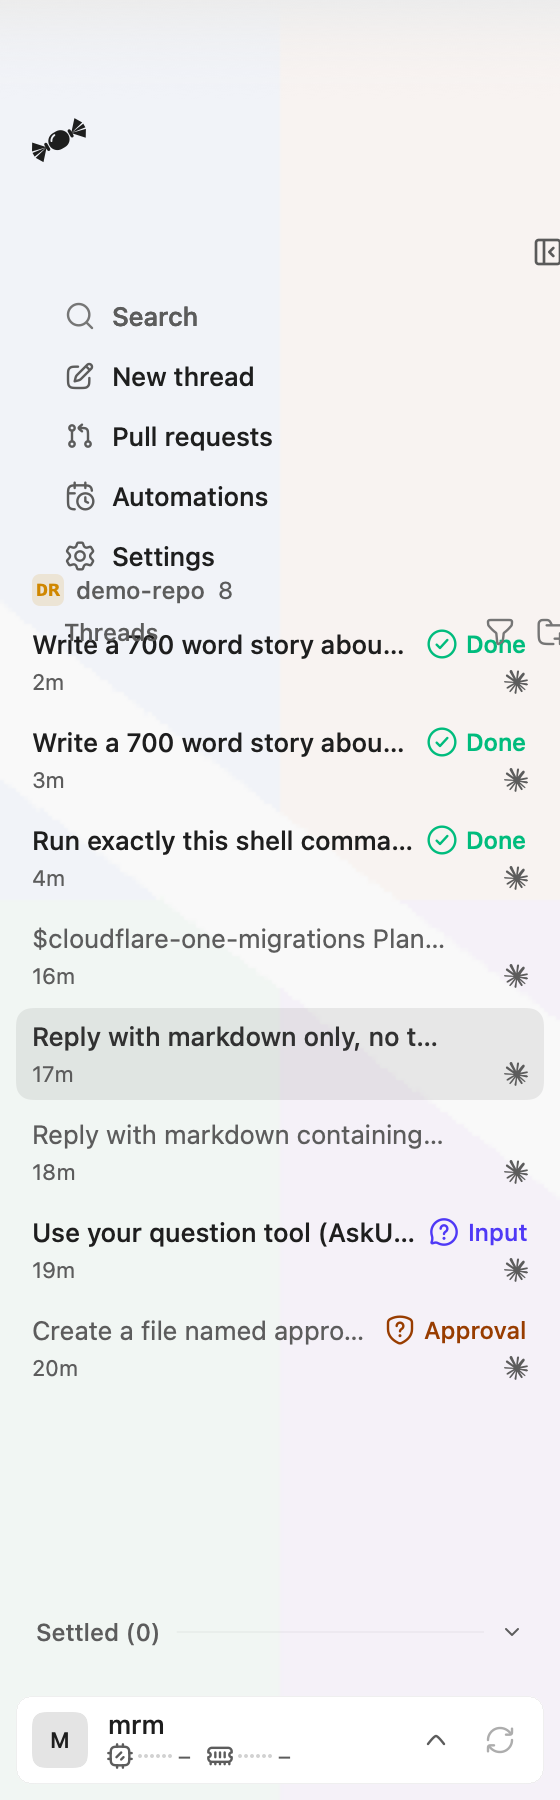 Search
New thread
Pull requests
Automations
Settings
DR demo-repo 8
Threads
Write a 700 word story abou... Done
2m
Write a 700 word story abou... Done
3m
Run exactly this shell comma... Done
4m
$cloudflare-one-migrations Plan...
16m
Reply with markdown only, no t...
17m
Reply with markdown containing...
18m
Use your question tool (AskU... Input
19m
Create a file named appro... Approval
20m
Settled (0)
M mrm
– –